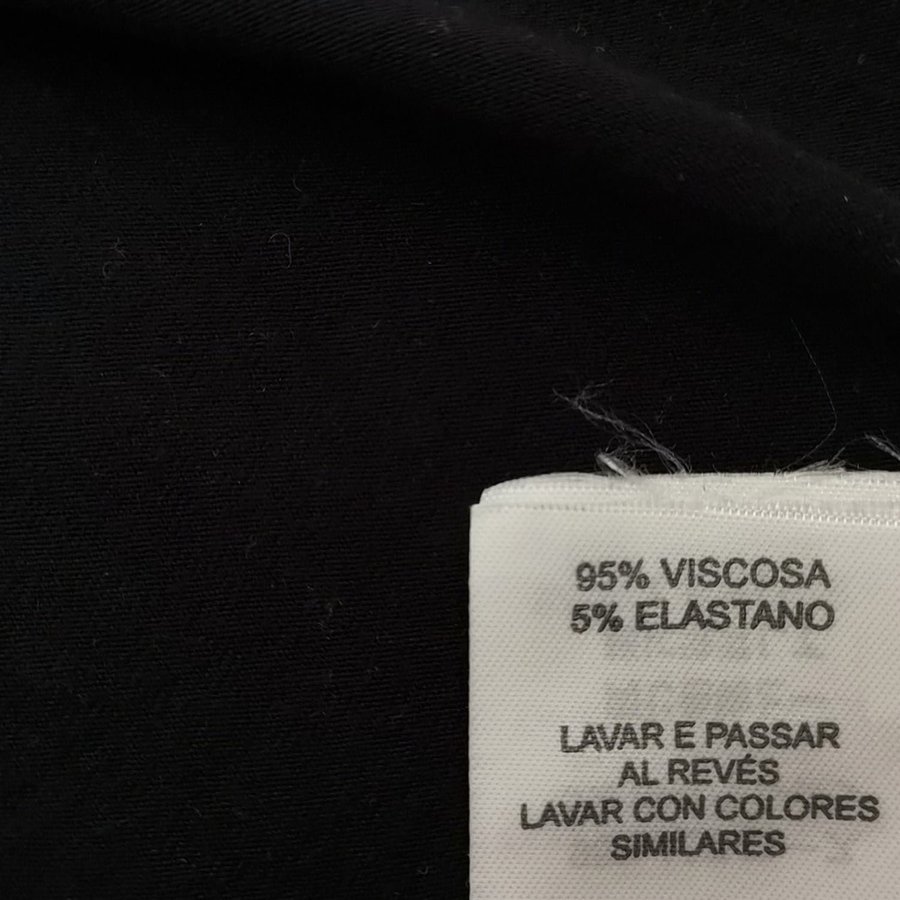 95% VISCOSA
5% ELASTANO
LAVAR E PASSAR
AL REVÉS
LAVAR CON COLORES
SIMILARES